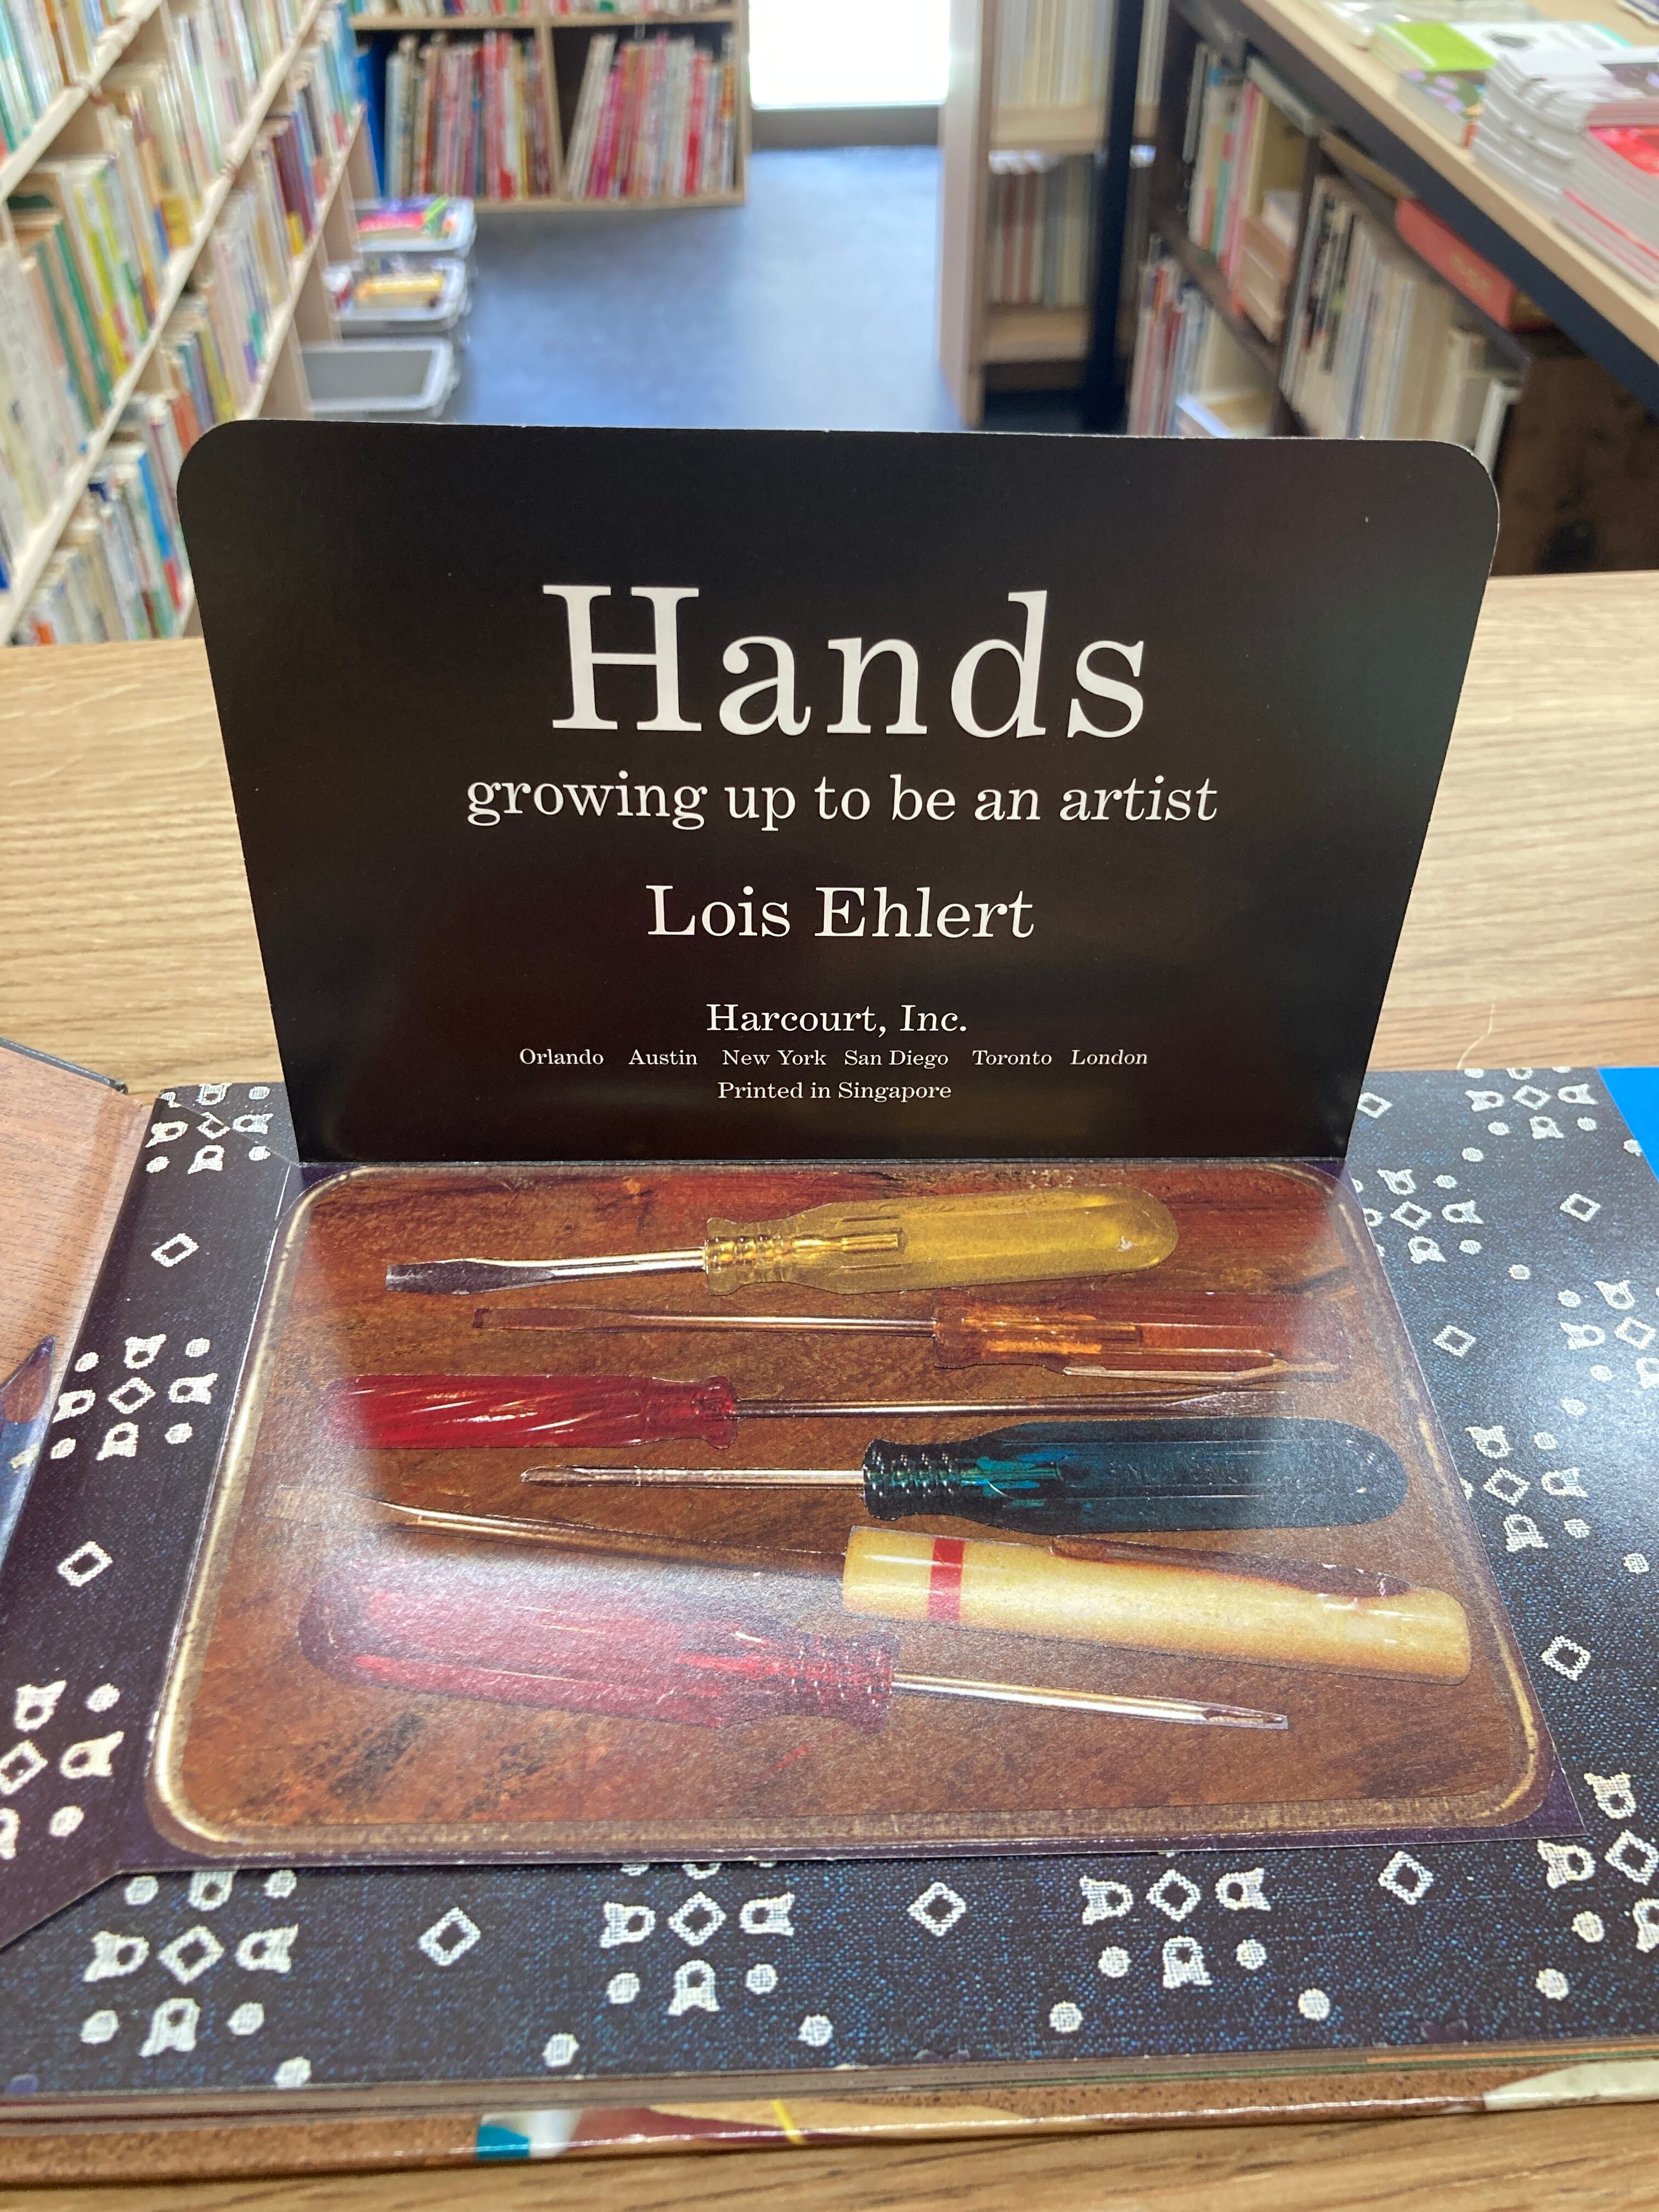 Hands
growing up to be an artist
Lois Ehlert
Harcourt, Inc.
Orlando Austin New York San Diego Toronto London
Printed in Singapore